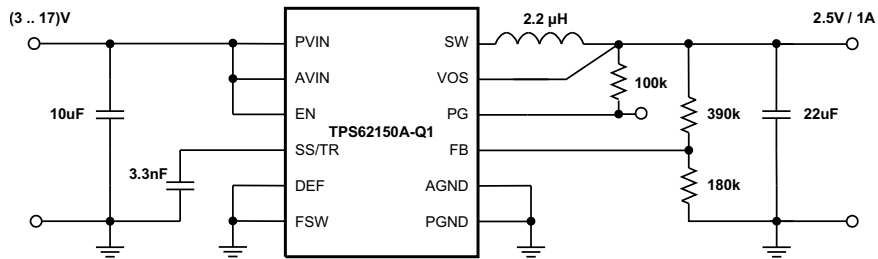 (3 .. 17)V
2.2 µH
2.5V / 1A
PVIN
SW
AVIN
VOS
100k
10uF
EN
PG
390k
22uF
TPS62150A-Q1
SS/TR
FB
3.3nF
DEF
AGND
180k
FSW
PGND